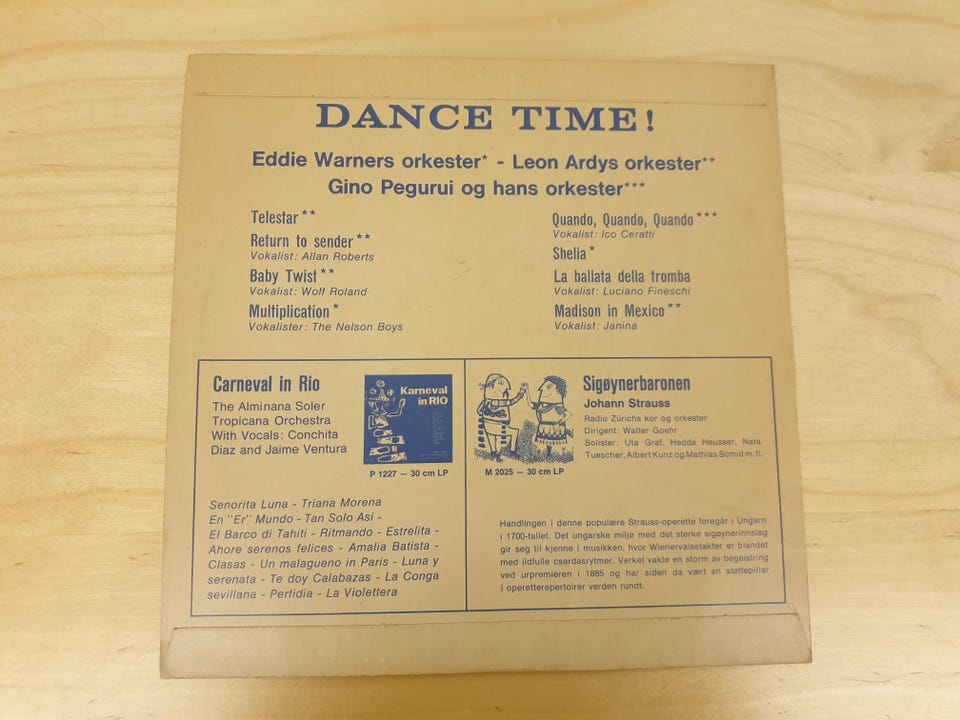 DANCE TIME!
Eddie Warners orkester* - Leon Ardys orkester**
Gino Pegurui og hans orkester***
Telestar **
Return to sender **
Vokalist: Allan Roberts
Baby Twist **
Vokalist: Wolf Roland
Multiplication *
Vokalister: The Nelson Boys
Quando, Quando, Quando ***
Vokalist: Ico Ceratti
Shelia *
La ballata della tromba
Vokalist: Luciano Fineschi
Madison in Mexico **
Vokalist: Janina
Carneval in Rio
The Alminana Soler
Tropicana Orchestra
With Vocals: Conchita
Diaz and Jaime Ventura
Karneval
in RIO
P 1227 – 30 cm LP
Senorita Luna - Triana Morena
En "Er" Mundo - Tan Solo Asi -
El Barco di Tahiti - Ritmando - Estrelita -
Ahore serenos felices - Amalia Batista -
Clasas - Un malagueno in Paris - Luna y
serenata - Te doy Calabazas - La Conga
sevillana - Perfidia - La Violettera
Sigøynerbaronen
Johann Strauss
Radio Zürichs kor og orkester
Dirigent: Walter Goehr
Solister: Uta Graf, Hedda Heusser, Nata
Tuescher, Albert Kunz og Mathias Scmid m.fl.
M 2025 – 30 cm LP
Handlingen i denne populære Strauss-operette foregår i Ungarn
i 1700-tallet. Det ungarske miljø med det sterke sigøynerinnslag
gir seg til kjenne i musikken, hvor Wienervalsetakter er blandet
med ildfulle csardasrytmer. Verket vakte en storm av begeistring
ved urpremieren i 1885 og har siden da vært en støttepillar
i operetterepertoirer verden rundt.